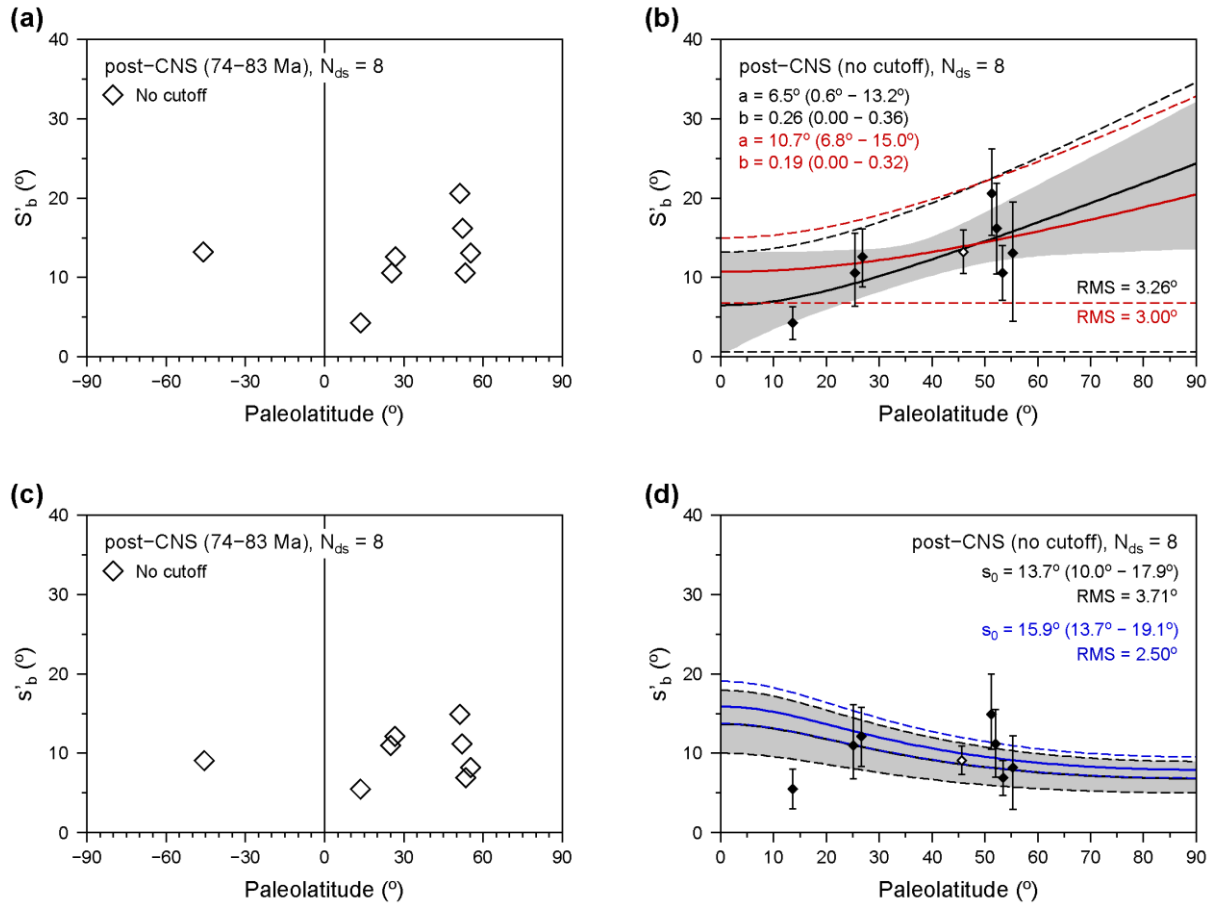 (a)
40
30
20
10
0
S'b (º)
post−CNS (74−83 Ma), Nds = 8
No cutoff
−90 −60 −30 0 30 60 90
Paleolatitude (º)
(b)
40
30
20
10
0
S'b (º)
post−CNS (no cutoff), Nds = 8
a = 6.5º (0.6º − 13.2º)
b = 0.26 (0.00 − 0.36)
a = 10.7º (6.8º − 15.0º)
b = 0.19 (0.00 − 0.32)
RMS = 3.26º
RMS = 3.00º
0 10 20 30 40 50 60 70 80 90
Paleolatitude (º)
(c)
40
30
20
10
0
s'b (º)
post−CNS (74−83 Ma), Nds = 8
No cutoff
−90 −60 −30 0 30 60 90
Paleolatitude (º)
(d)
40
30
20
10
0
s'b (º)
post−CNS (no cutoff), Nds = 8
s0 = 13.7º (10.0º − 17.9º)
RMS = 3.71º
s0 = 15.9º (13.7º − 19.1º)
RMS = 2.50º
0 10 20 30 40 50 60 70 80 90
Paleolatitude (º)